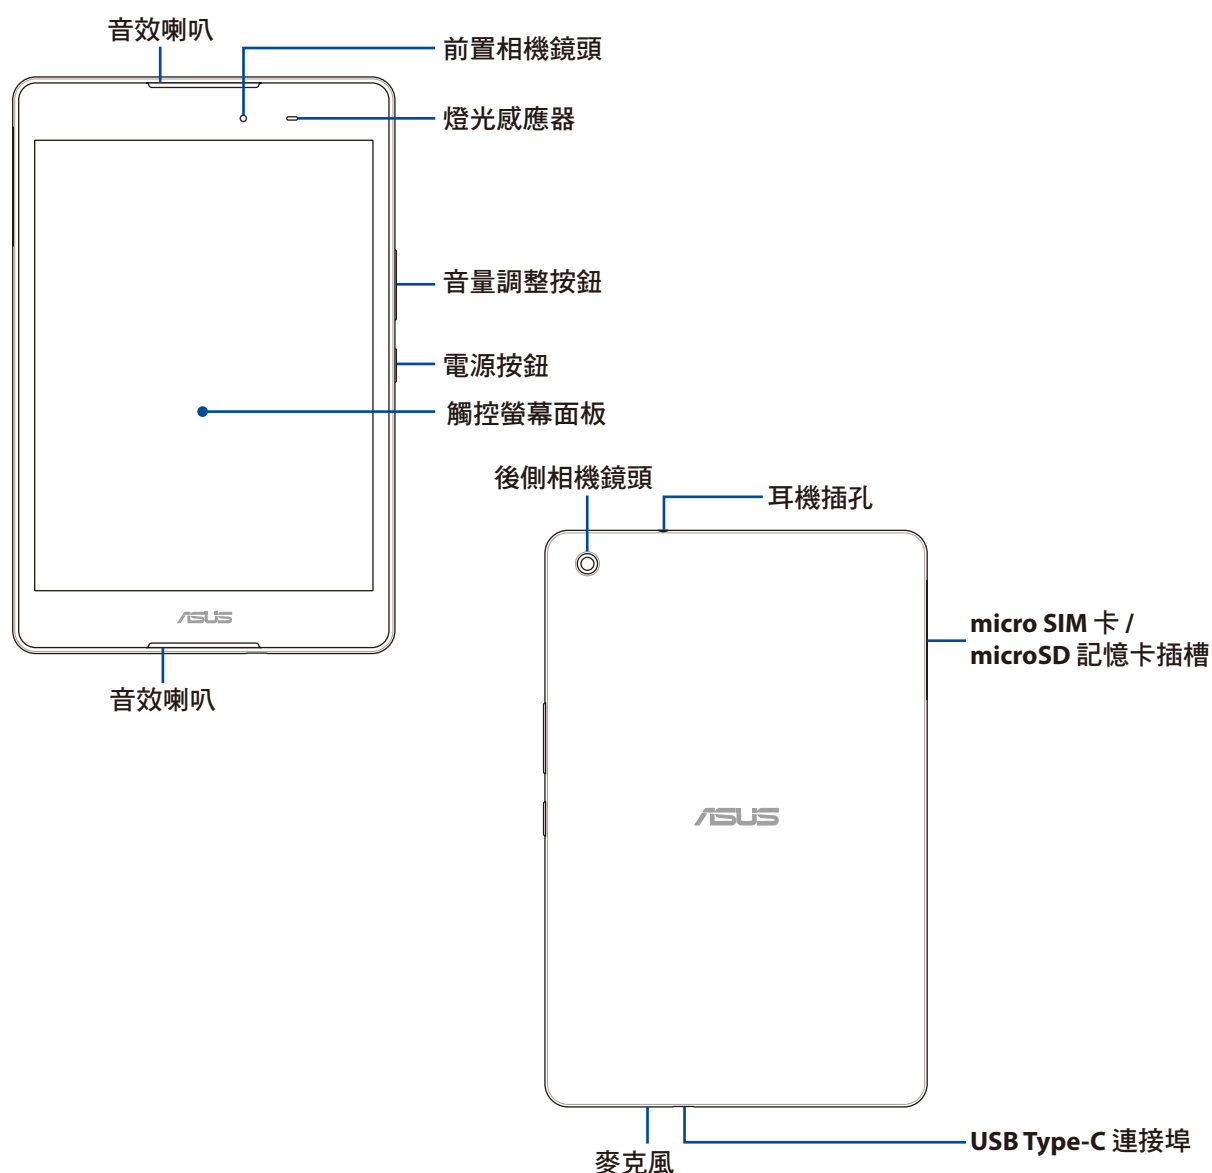 音效喇叭
前置相機鏡頭
燈光感應器
音量調整按鈕
電源按鈕
觸控螢幕面板
ASUS
音效喇叭
後側相機鏡頭
耳機插孔
micro SIM 卡 /
microSD 記憶卡插槽
ASUS
USB Type-C 連接埠
麥克風